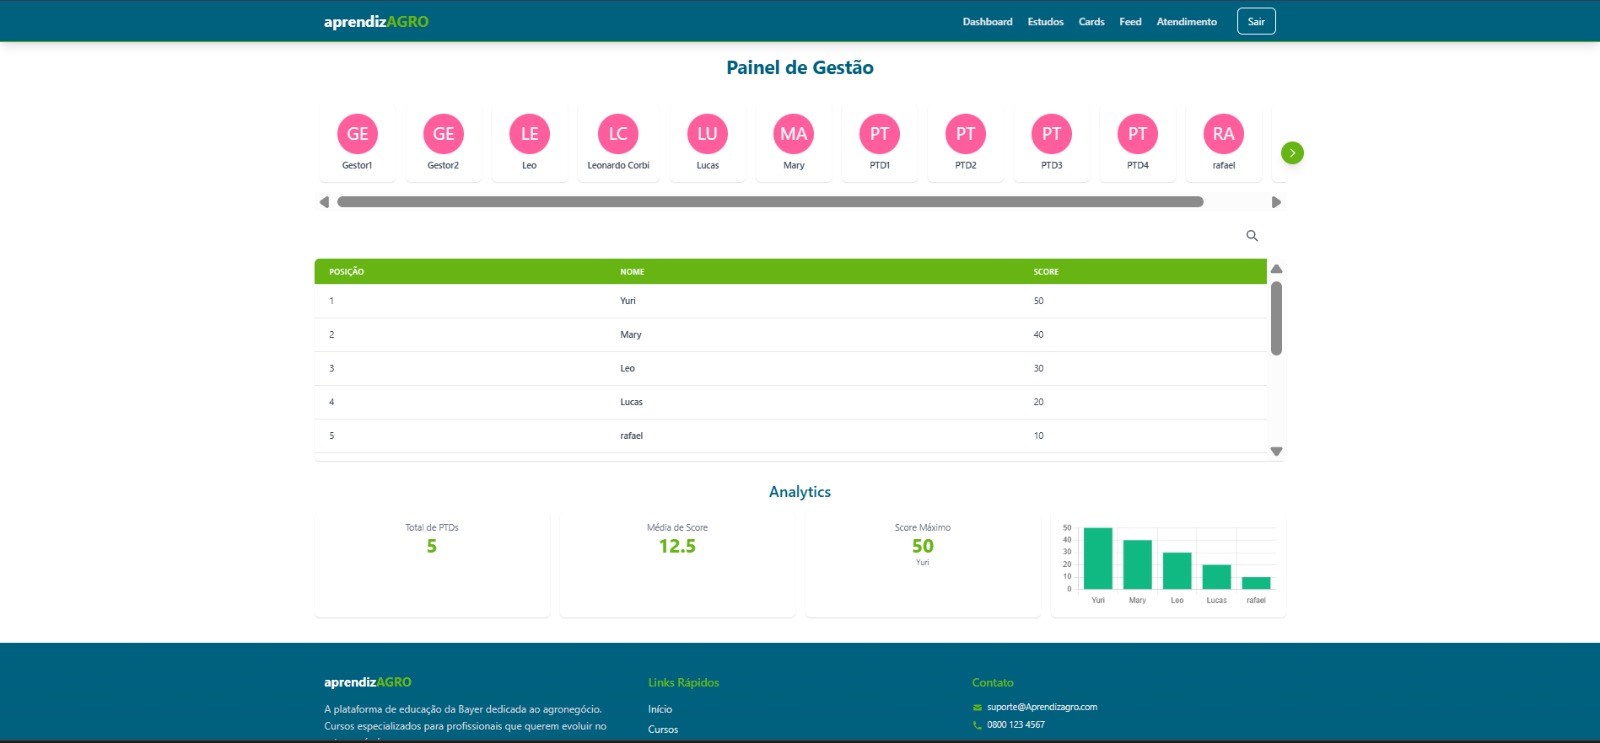 aprendizAGRO Dashboard Estudos Cards Feed Atendimento Sair
Painel de Gestão
GE GE LE LC LU MA PT PT PT PT RA
Gestor1 Gestor2 Leo Leonardo Corbi Lucas Mary PTD1 PTD2 PTD3 PTD4 rafael
POSIÇÃO NOME SCORE
1 Yuri 50
2 Mary 40
3 Leo 30
4 Lucas 20
5 rafael 10
Analytics
Total de PTDs
5
Média de Score
12.5
Score Máximo
50
Yuri
50
40
30
20
10
0
Yuri Mary Leo Lucas rafael
aprendizAGRO
A plataforma de educação da Bayer dedicada ao agronegócio.
Cursos especializados para profissionais que querem evoluir no
Links Rápidos
Início
Cursos
Contato
suporte@Aprendizagro.com
0800 123 4567